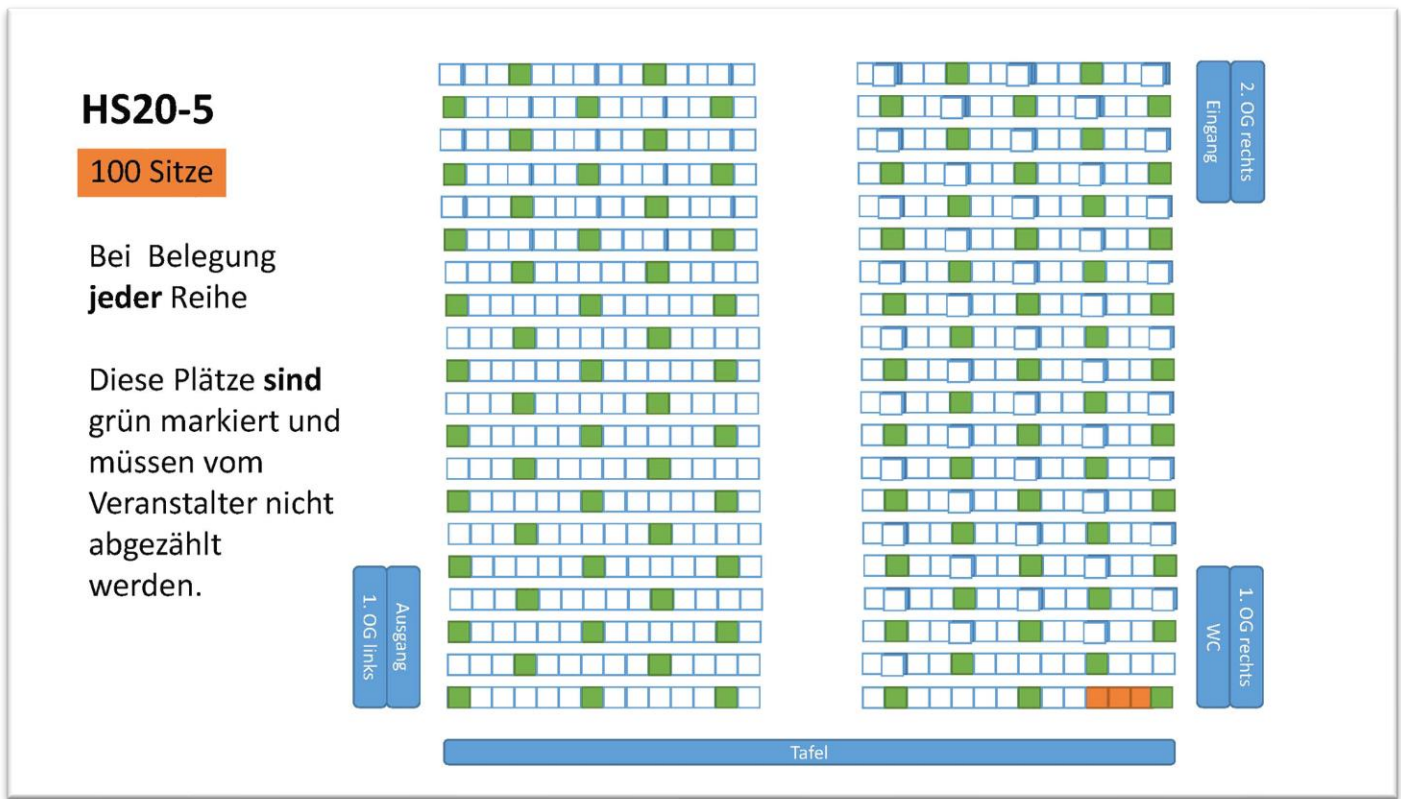 HS20-5
100 Sitze
Bei Belegung
jeder Reihe
Diese Plätze sind
grün markiert und
müssen vom
Veranstalter nicht
abgezählt
werden.
2. OG rechts
Eingang
Ausgang
1. OG links
1. OG rechts
WC
Tafel